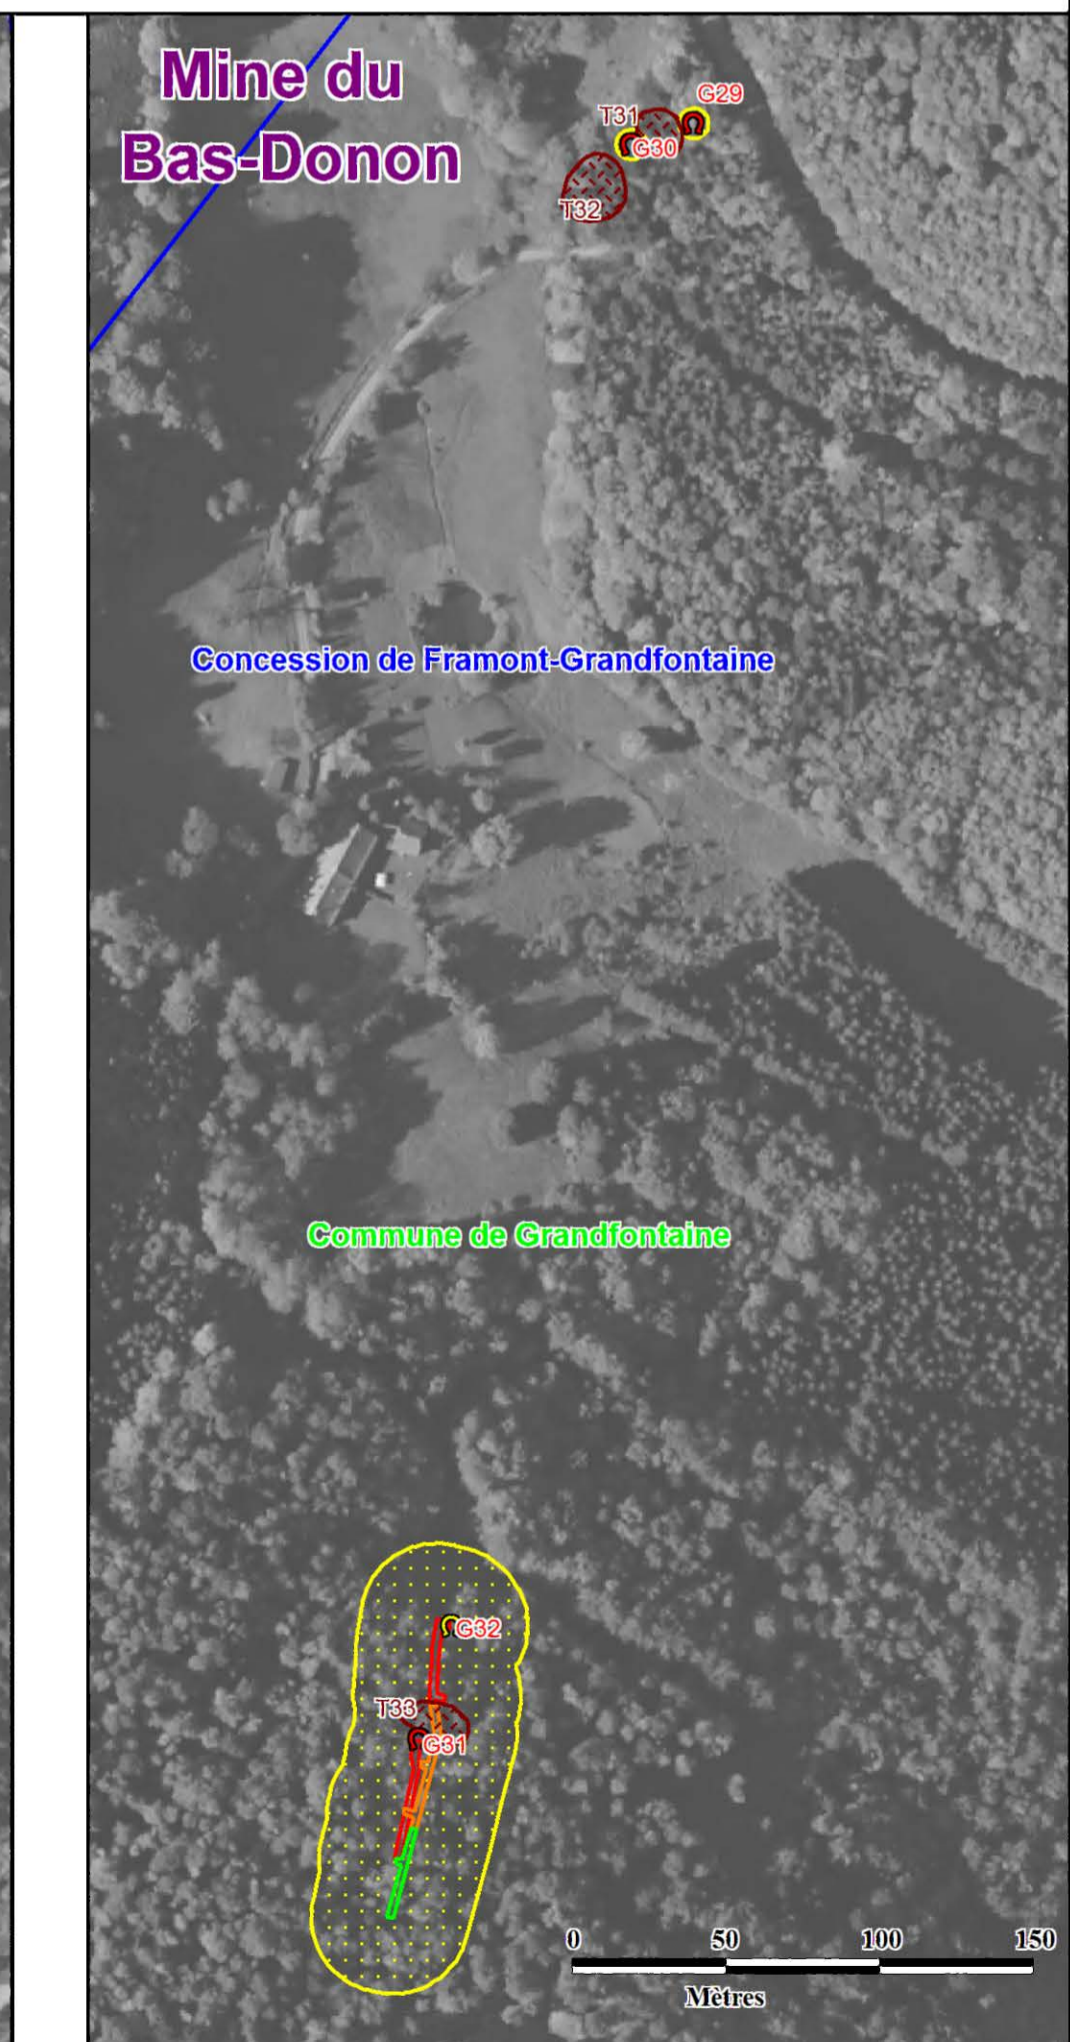 Mine du
Bas-Donon
G29
T31
G30
T32
Concession de Framont-Grandfontaine
Commune de Grandfontaine
G32
T33
G31
0 50 100 150
Mètres